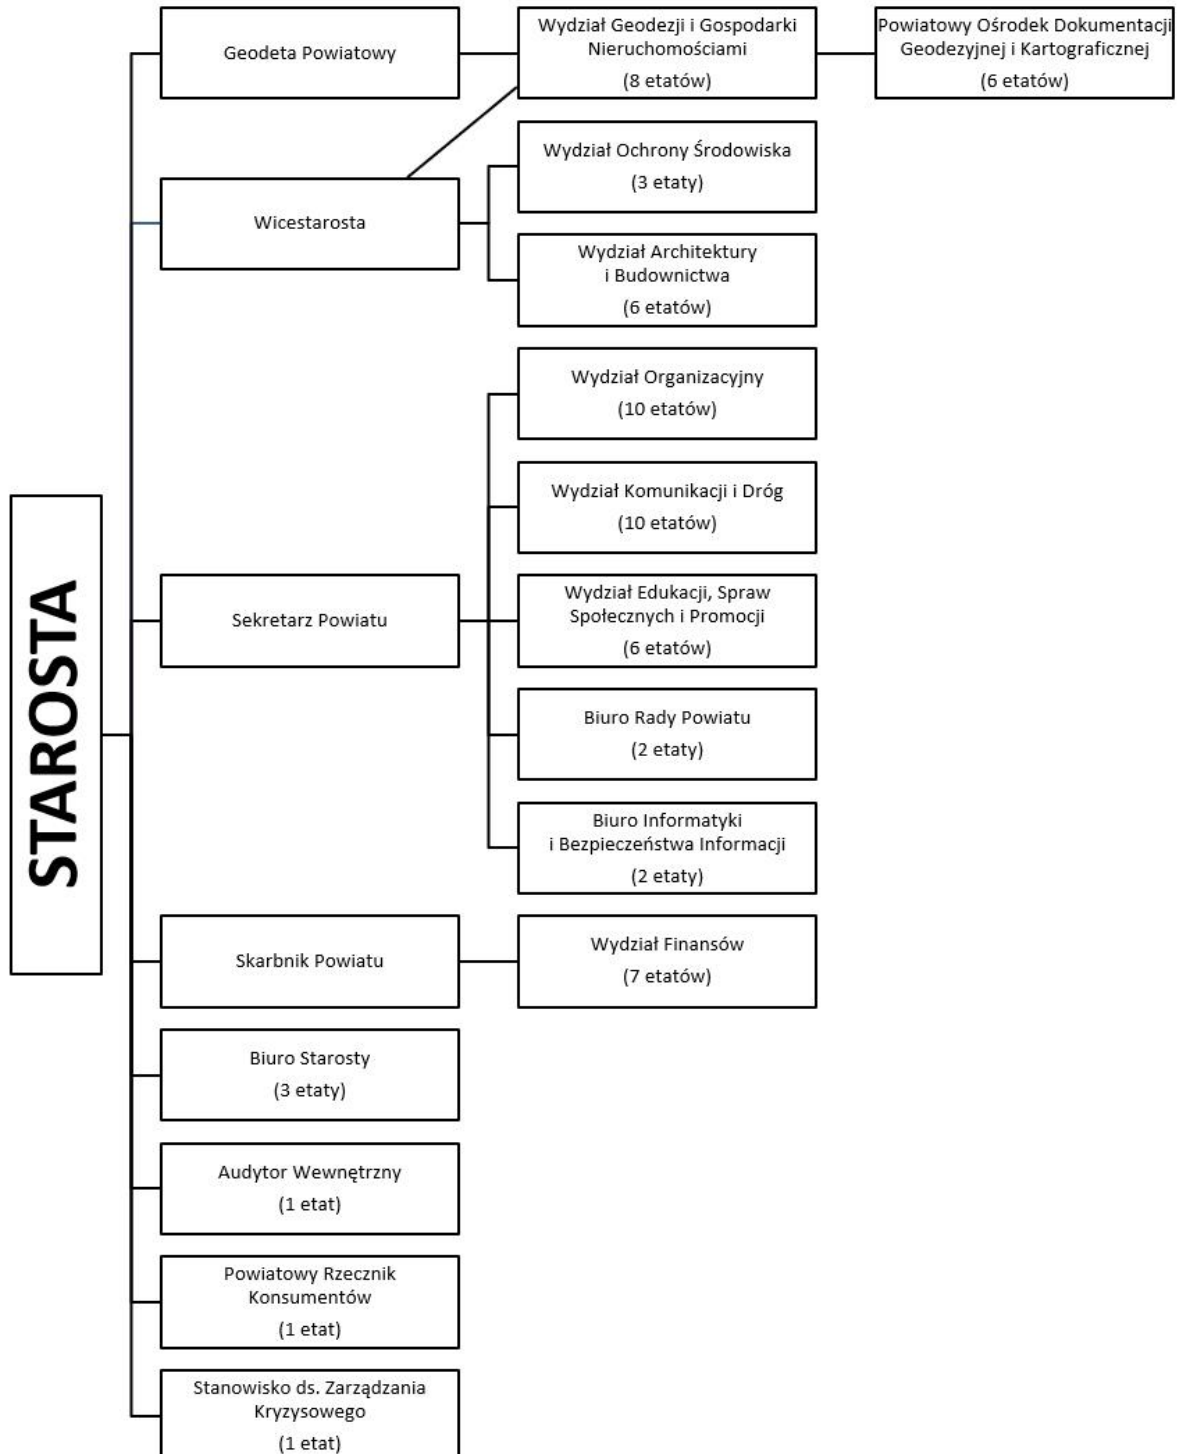 STAROSTA
Geodeta Powiatowy
Wydział Geodezji i Gospodarki
Nieruchomościami
(8 etatów)
Powiatowy Ośrodek Dokumentacji
Geodezyjnej i Kartograficznej
(6 etatów)
Wicestarosta
Wydział Ochrony Środowiska
(3 etaty)
Wydział Architektury
i Budownictwa
(6 etatów)
Sekretarz Powiatu
Wydział Organizacyjny
(10 etatów)
Wydział Komunikacji i Dróg
(10 etatów)
Wydział Edukacji, Spraw
Społecznych i Promocji
(6 etatów)
Biuro Rady Powiatu
(2 etaty)
Biuro Informatyki
i Bezpieczeństwa Informacji
(2 etaty)
Skarbnik Powiatu
Wydział Finansów
(7 etatów)
Biuro Starosty
(3 etaty)
Audytor Wewnętrzny
(1 etat)
Powiatowy Rzecznik
Konsumentów
(1 etat)
Stanowisko ds. Zarządzania
Kryzysowego
(1 etat)